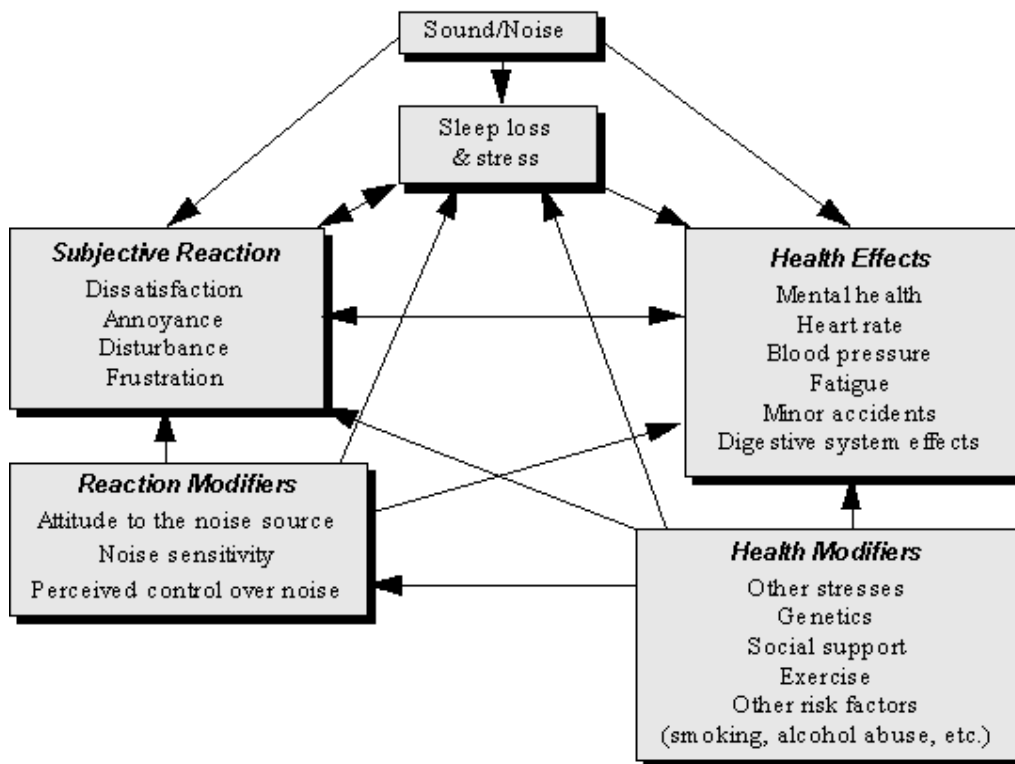 Sound/Noise
Sleep loss
& stress
Subjective Reaction
Dissatisfaction
Annoyance
Disturbance
Frustration
Health Effects
Mental health
Heart rate
Blood pressure
Fatigue
Minor accidents
Digestive system effects
Reaction Modifiers
Attitude to the noise source
Noise sensitivity
Perceived control over noise
Health Modifiers
Other stresses
Genetics
Social support
Exercise
Other risk factors
(smoking, alcohol abuse, etc.)